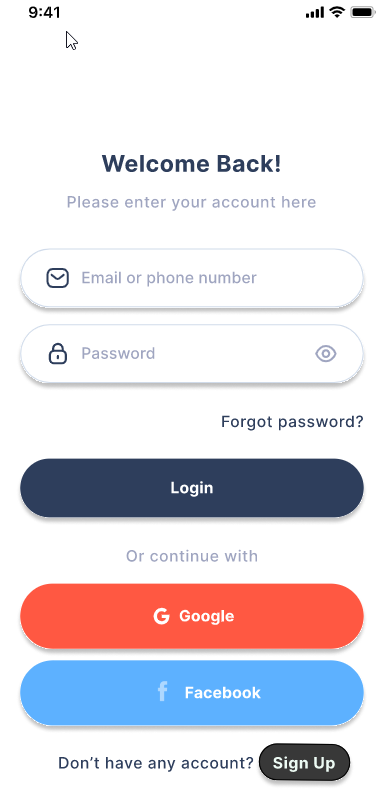 9:41
Welcome Back!
Please enter your account here
Email or phone number
Password
Forgot password?
Login
Or continue with
G Google
f Facebook
Don’t have any account? Sign Up